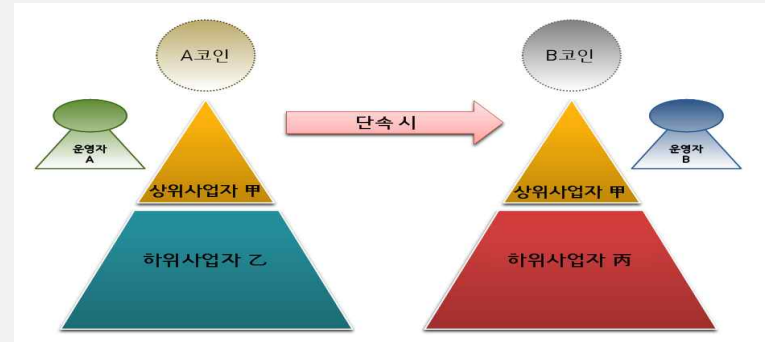 A코인
B코인
단속 시
운영자
A
운영자
B
상위사업자 甲
상위사업자 甲
하위사업자 乙
하위사업자 丙